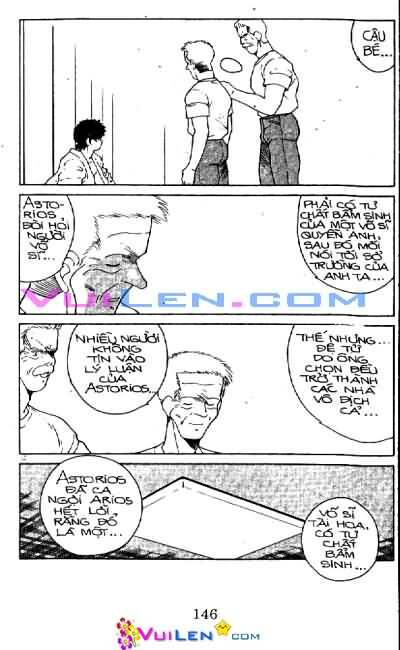 CẬU
BÉ...
PHẢI CÓ TƯ
CHẤT BẨM SINH
CỦA MỘT VÕ SĨ
QUYỀN ANH,
SAU ĐÓ MỚI
NÓI TỚI SỞ
TRƯỜNG CỦA
ANH TA...
ASTO-
RIOS
ĐÒI HỎI
NGƯỜI
VÕ
SĨ...
VUILEN.COM
THẾ NHƯNG...
ĐỆ TỬ
DO ÔNG
CHỌN ĐỀU
TRỞ THÀNH
CÁC NHÀ
VÔ ĐỊCH
CẢ...
NHIỀU NGƯỜI
KHÔNG
TIN VÀO
LÝ LUẬN
CỦA
ASTORIOS...
ASTORIOS
ĐÃ CA
NGỢI ARIOS
HẾT LỜI
RẰNG ĐÓ
LÀ MỘT...
VÕ SĨ
TÀI HOA,
CÓ TƯ
CHẤT
BẨM
SINH...
146
VUILEN.COM